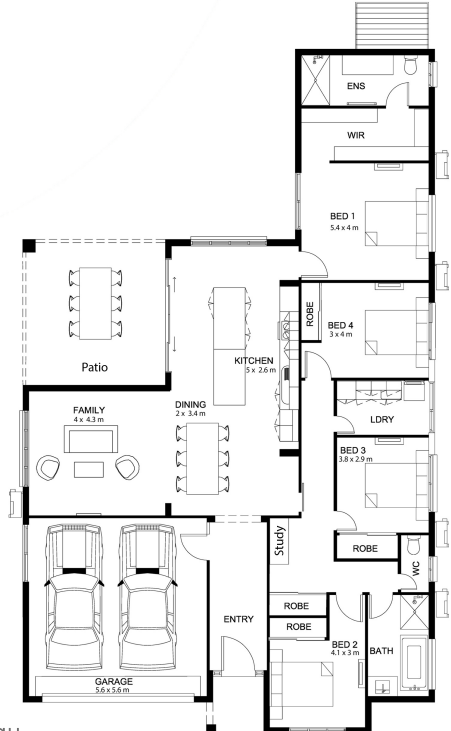 ENS
WIR
BED 1
5.4 x 4 m
ROBE
BED 4
3 x 4 m
KITCHEN
5 x 2.6 m
Patio
FAMILY
4 x 4.3 m
DINING
2 x 3.4 m
LDRY
BED 3
3.8 x 2.9 m
Study
ROBE
WC
ROBE
ROBE
ENTRY
BED 2
4.1 x 3 m
BATH
GARAGE
5.6 x 5.6 m